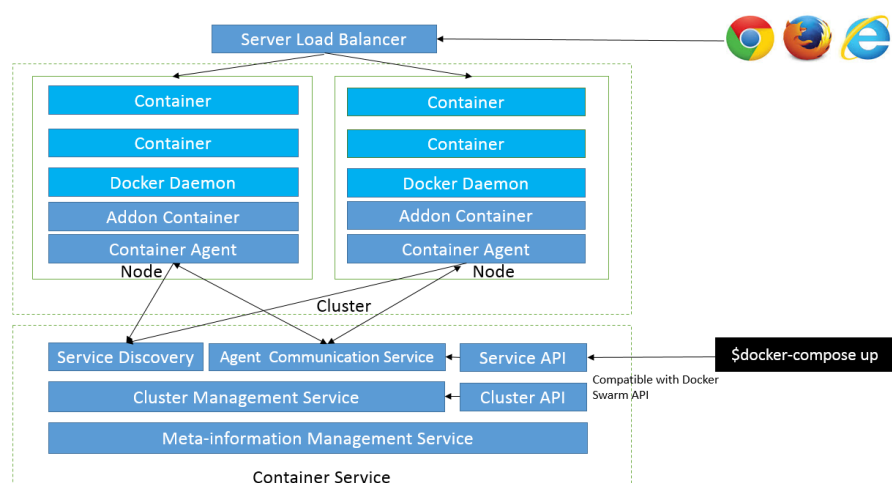 Server Load Balancer
Container
Container
Docker Daemon
Addon Container
Container Agent
Node
Container
Container
Docker Daemon
Addon Container
Container Agent
Node
Cluster
Service Discovery
Agent Communication Service
Service API
$docker-compose up
Compatible with Docker
Swarm API
Cluster Management Service
Cluster API
Meta-information Management Service
Container Service